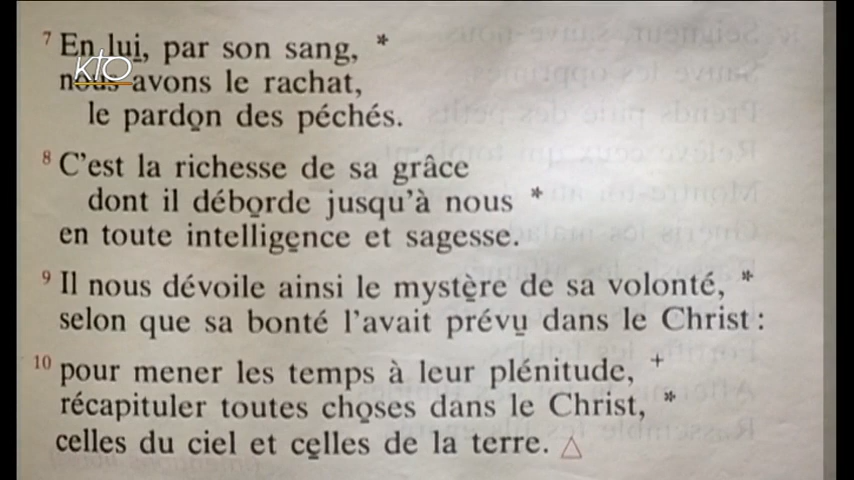 7 En lui, par son sang, *
kto
nous avons le rachat,
le pardon des péchés.
8 C'est la richesse de sa grâce
dont il déborde jusqu'à nous *
en toute intelligence et sagesse.
9 Il nous dévoile ainsi le mystère de sa volonté, *
selon que sa bonté l'avait prévu dans le Christ :
10 pour mener les temps à leur plénitude, +
récapituler toutes choses dans le Christ, *
celles du ciel et celles de la terre. △